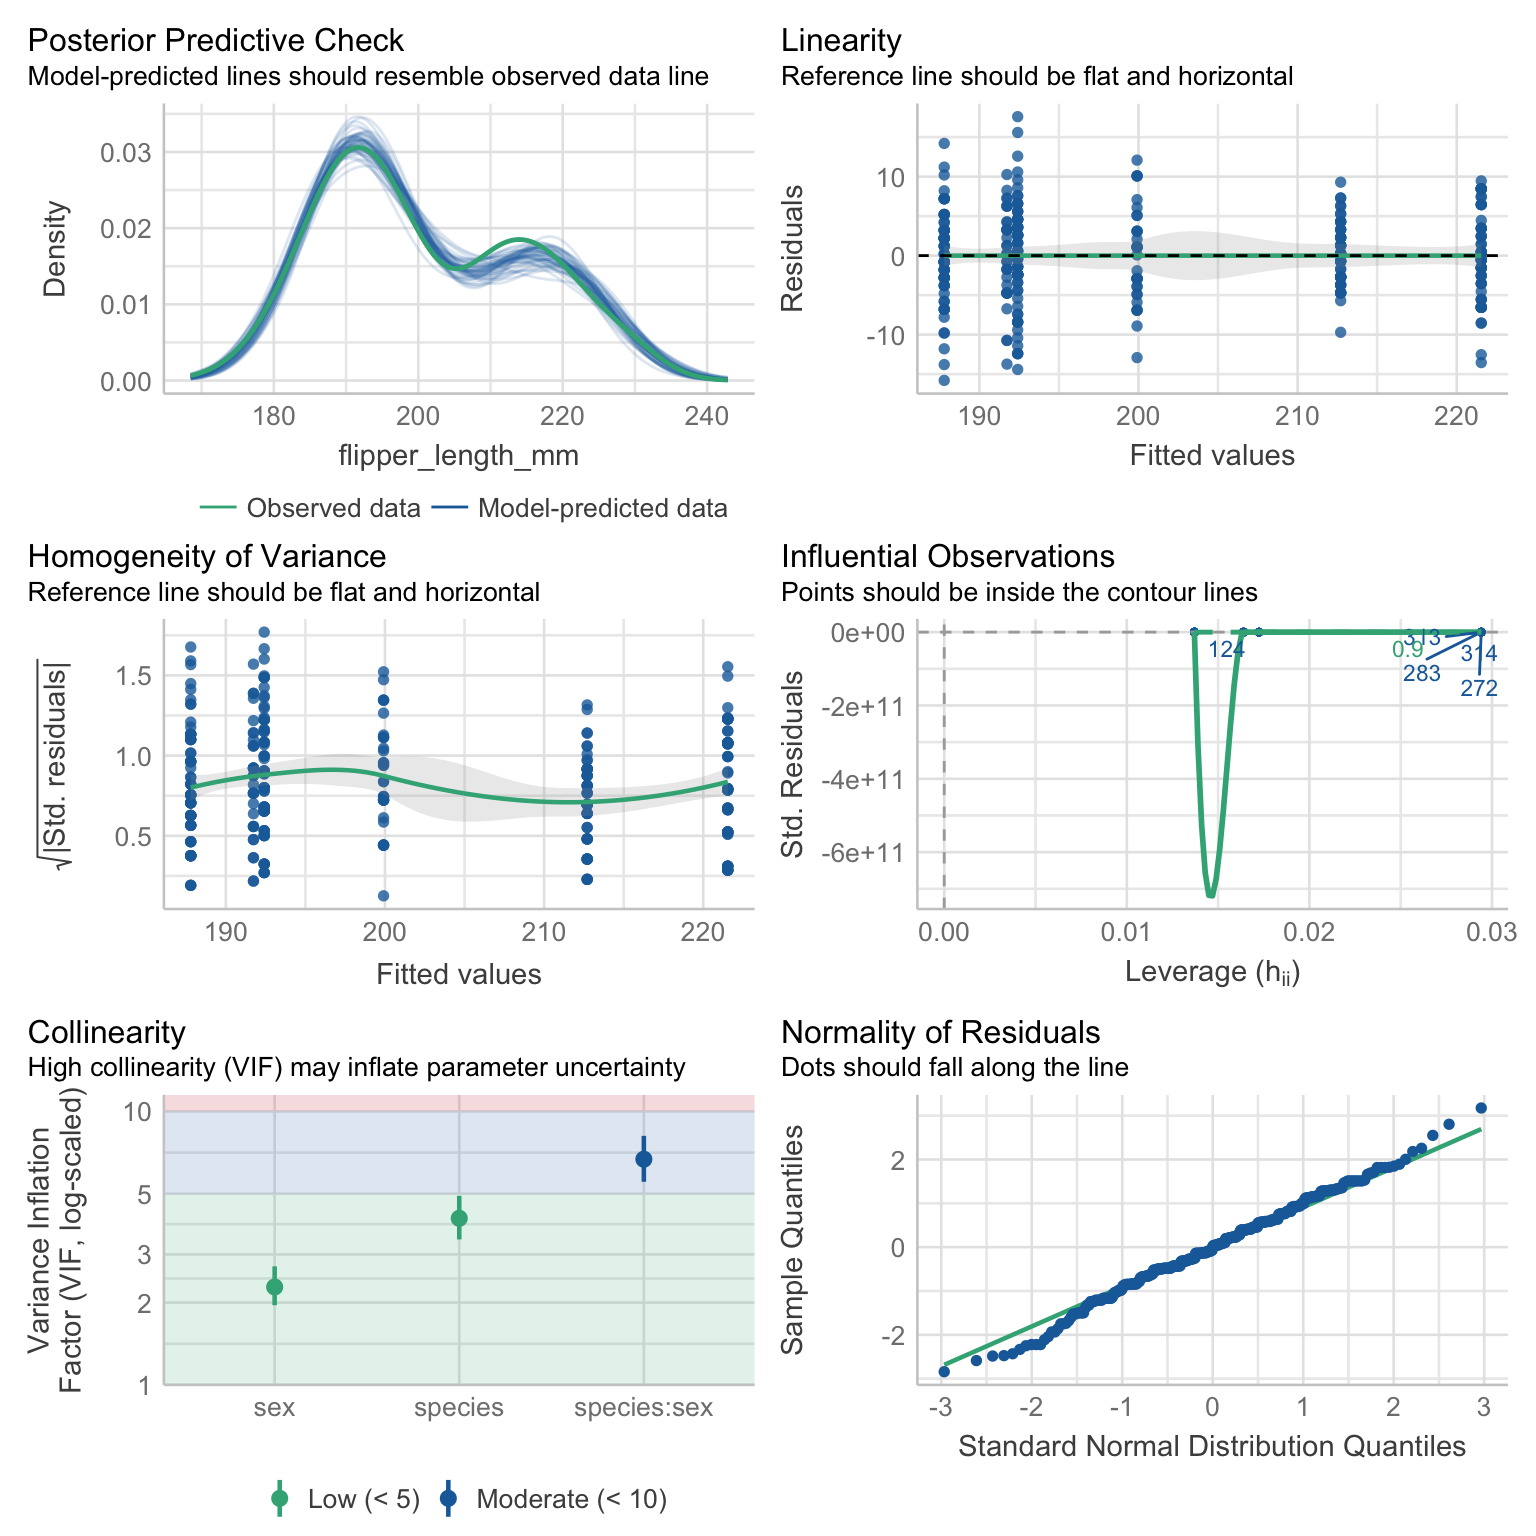 Posterior Predictive Check
Model-predicted lines should resemble observed data line
Density
0.03
0.02
0.01
0.00
180
200
220
240
flipper_length_mm
Observed data
Model-predicted data
Linearity
Reference line should be flat and horizontal
Residuals
10
0
-10
190
200
210
220
Fitted values
Homogeneity of Variance
Reference line should be flat and horizontal
√|Std. residuals|
1.5
1.0
0.5
190
200
210
220
Fitted values
Influential Observations
Points should be inside the contour lines
Std. Residuals
0e+00
-2e+11
-4e+11
-6e+11
124
313
0.9
314
283
272
0.00
0.01
0.02
0.03
Leverage (hii)
Collinearity
High collinearity (VIF) may inflate parameter uncertainty
Variance Inflation
Factor (VIF, log-scaled)
10
5
3
2
1
sex
species
species:sex
Low (< 5)
Moderate (< 10)
Normality of Residuals
Dots should fall along the line
Sample Quantiles
2
0
-2
-3
-2
-1
0
1
2
3
Standard Normal Distribution Quantiles